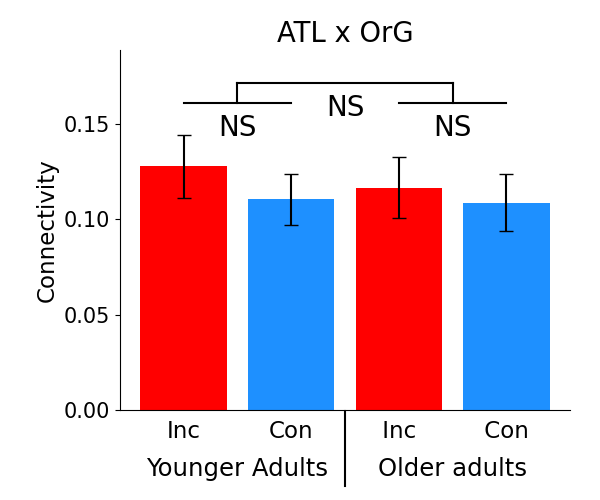 ATL x OrG
NS
NS
NS
Connectivity
0.15
0.10
0.05
0.00
Inc
Con
Inc
Con
Younger Adults
Older adults